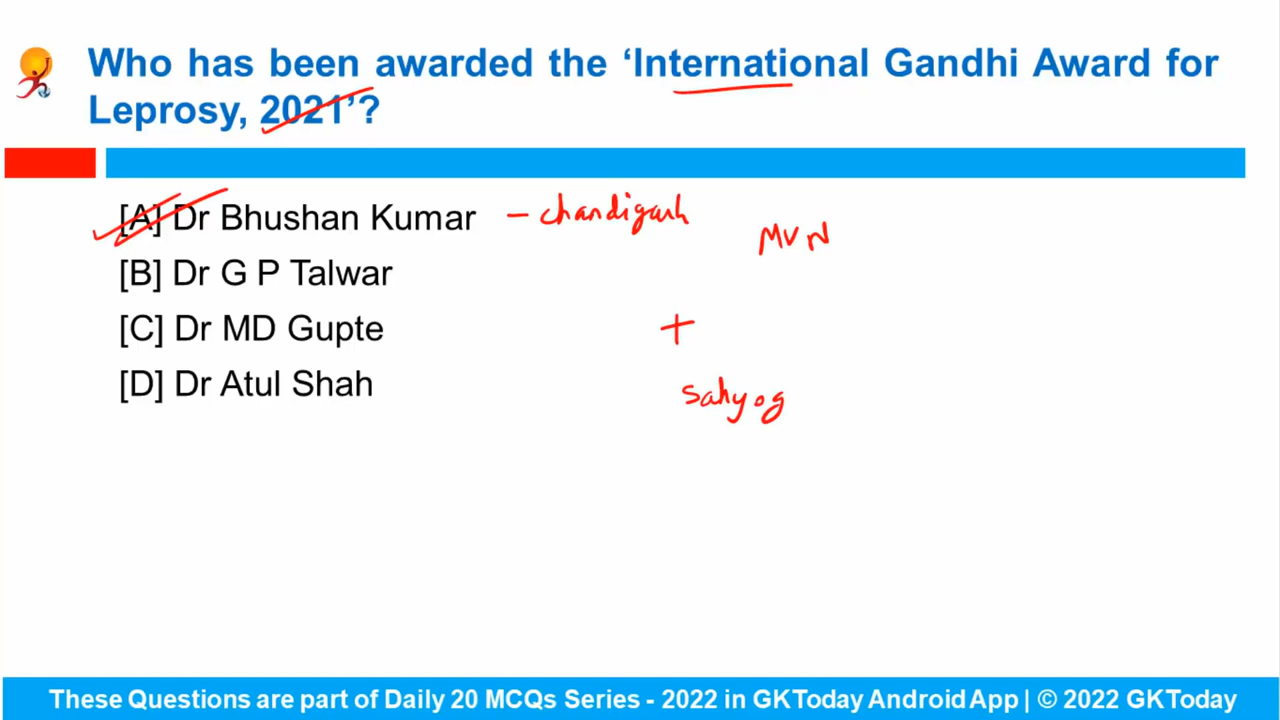 Who has been awarded the ‘International Gandhi Award for
Leprosy, 2021’?
[A] Dr Bhushan Kumar – chandigarh
MVN
[B] Dr G P Talwar
[C] Dr MD Gupte +
[D] Dr Atul Shah
Sahyog
These Questions are part of Daily 20 MCQs Series - 2022 in GKToday Android App | © 2022 GKToday